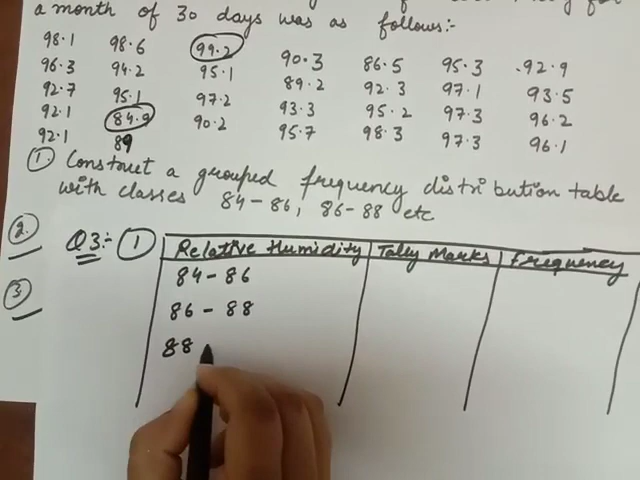 a month of 30 days was as follows:-
98.1 98.6 99.2 90.3 86.5 95.3 92.9
96.3 94.2 95.1 89.2 92.3 97.1 93.5
92.7 95.1 97.2 93.3 95.2 97.3 96.2
92.1 84.9 90.2 95.7 98.3 97.3 96.1
92.1 89
1. Construct a grouped frequency distribution table
with classes 84-86, 86-88 etc
2.
3
Q3:- 1 Relative Humidity Tally Marks Frequency
84-86
86-88
88